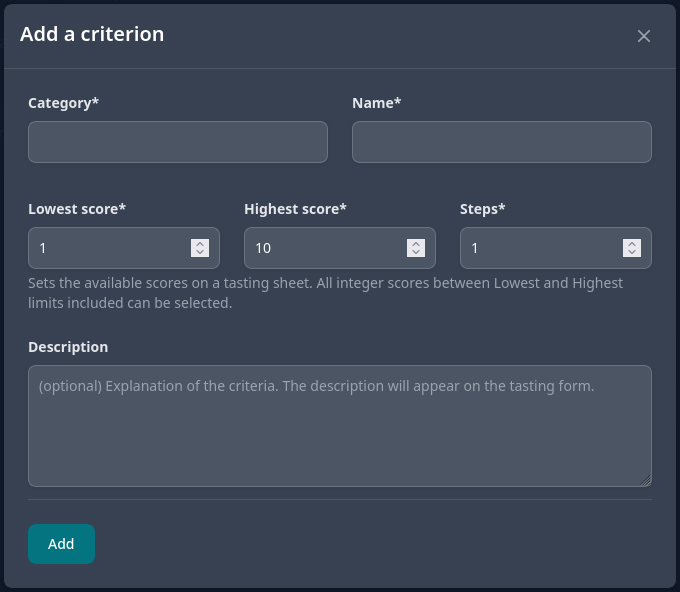 Add a criterion
Category*
Name*
Lowest score*
Highest score*
Steps*
1
10
1
Sets the available scores on a tasting sheet. All integer scores between Lowest and Highest
limits included can be selected.
Description
(optional) Explanation of the criteria. The description will appear on the tasting form.
Add